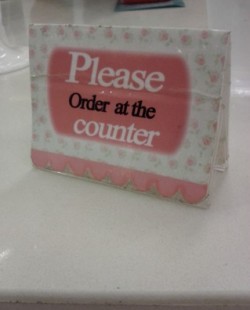 Please
Order at the
counter